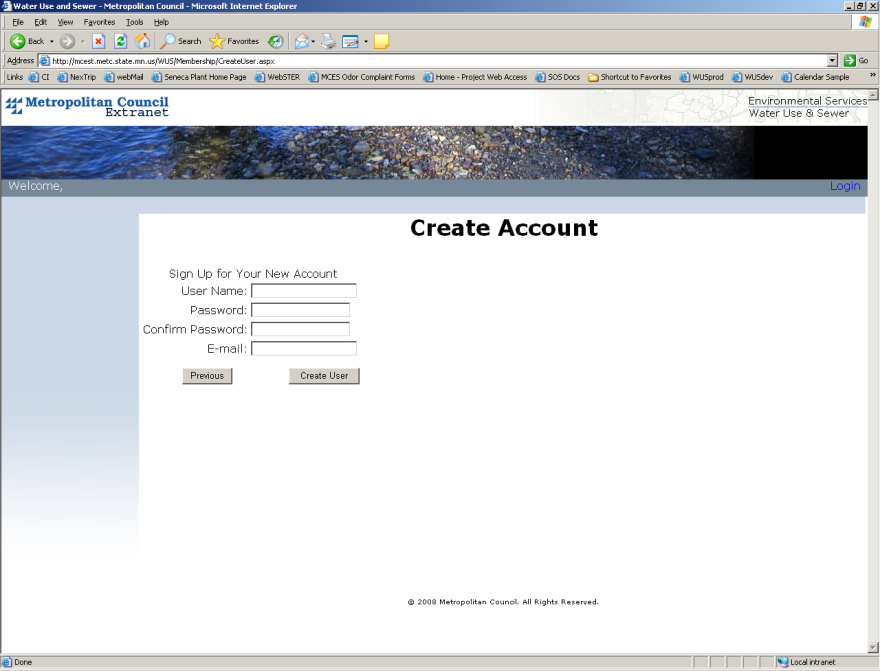 Water Use and Sewer - Metropolitan Council - Microsoft Internet Explorer
File Edit View Favorites Tools Help
Back Search Favorites
Address http://mcest.metc.state.mn.us/WUS/Membership/CreateUser.aspx Go
Links CI NexTrip webMail Seneca Plant Home Page WebSTER MCES Odor Complaint Forms Home - Project Web Access SOS Docs Shortcut to Favorites WUSprod WUSdev Calendar Sample »
Metropolitan Council
Extranet
Environmental Services
Water Use & Sewer
Welcome, Login
Create Account
Sign Up for Your New Account
User Name:
Password:
Confirm Password:
E-mail:
Previous Create User
© 2008 Metropolitan Council. All Rights Reserved.
Done Local intranet